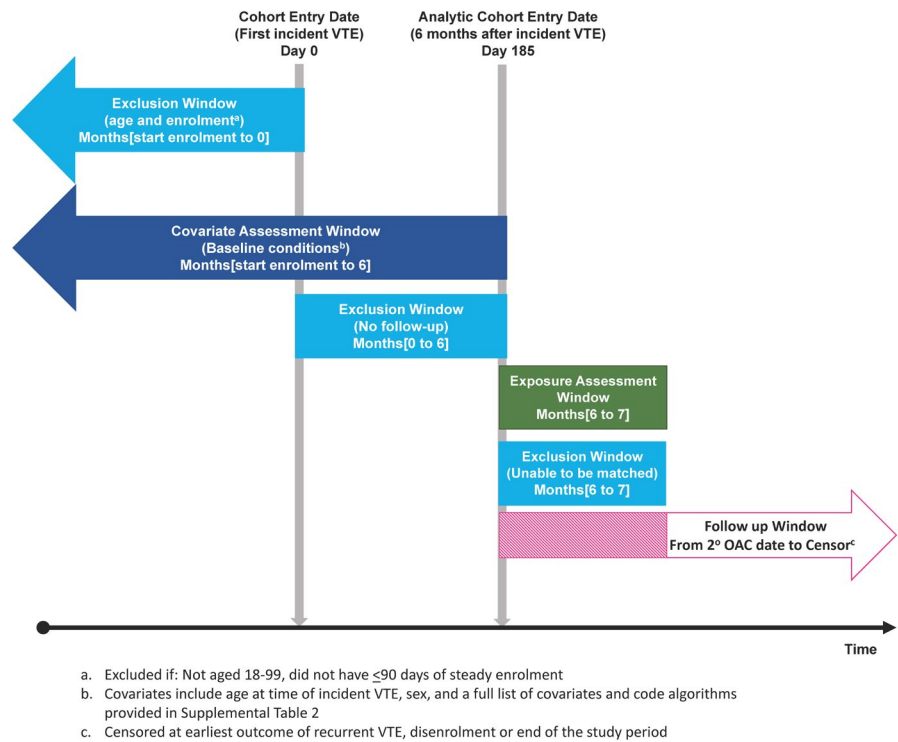 Cohort Entry Date
(First incident VTE)
Day 0
Analytic Cohort Entry Date
(6 months after incident VTE)
Day 185
Exclusion Window
(age and enrolmentᵃ)
Months[start enrolment to 0]
Covariate Assessment Window
(Baseline conditionsᵇ)
Months[start enrolment to 6]
Exclusion Window
(No follow-up)
Months[0 to 6]
Exposure Assessment
Window
Months[6 to 7]
Exclusion Window
(Unable to be matched)
Months[6 to 7]
Follow up Window
From 2º OAC date to Censorᶜ
Time
a. Excluded if: Not aged 18-99, did not have ≤90 days of steady enrolment
b. Covariates include age at time of incident VTE, sex, and a full list of covariates and code algorithms
provided in Supplemental Table 2
c. Censored at earliest outcome of recurrent VTE, disenrolment or end of the study period